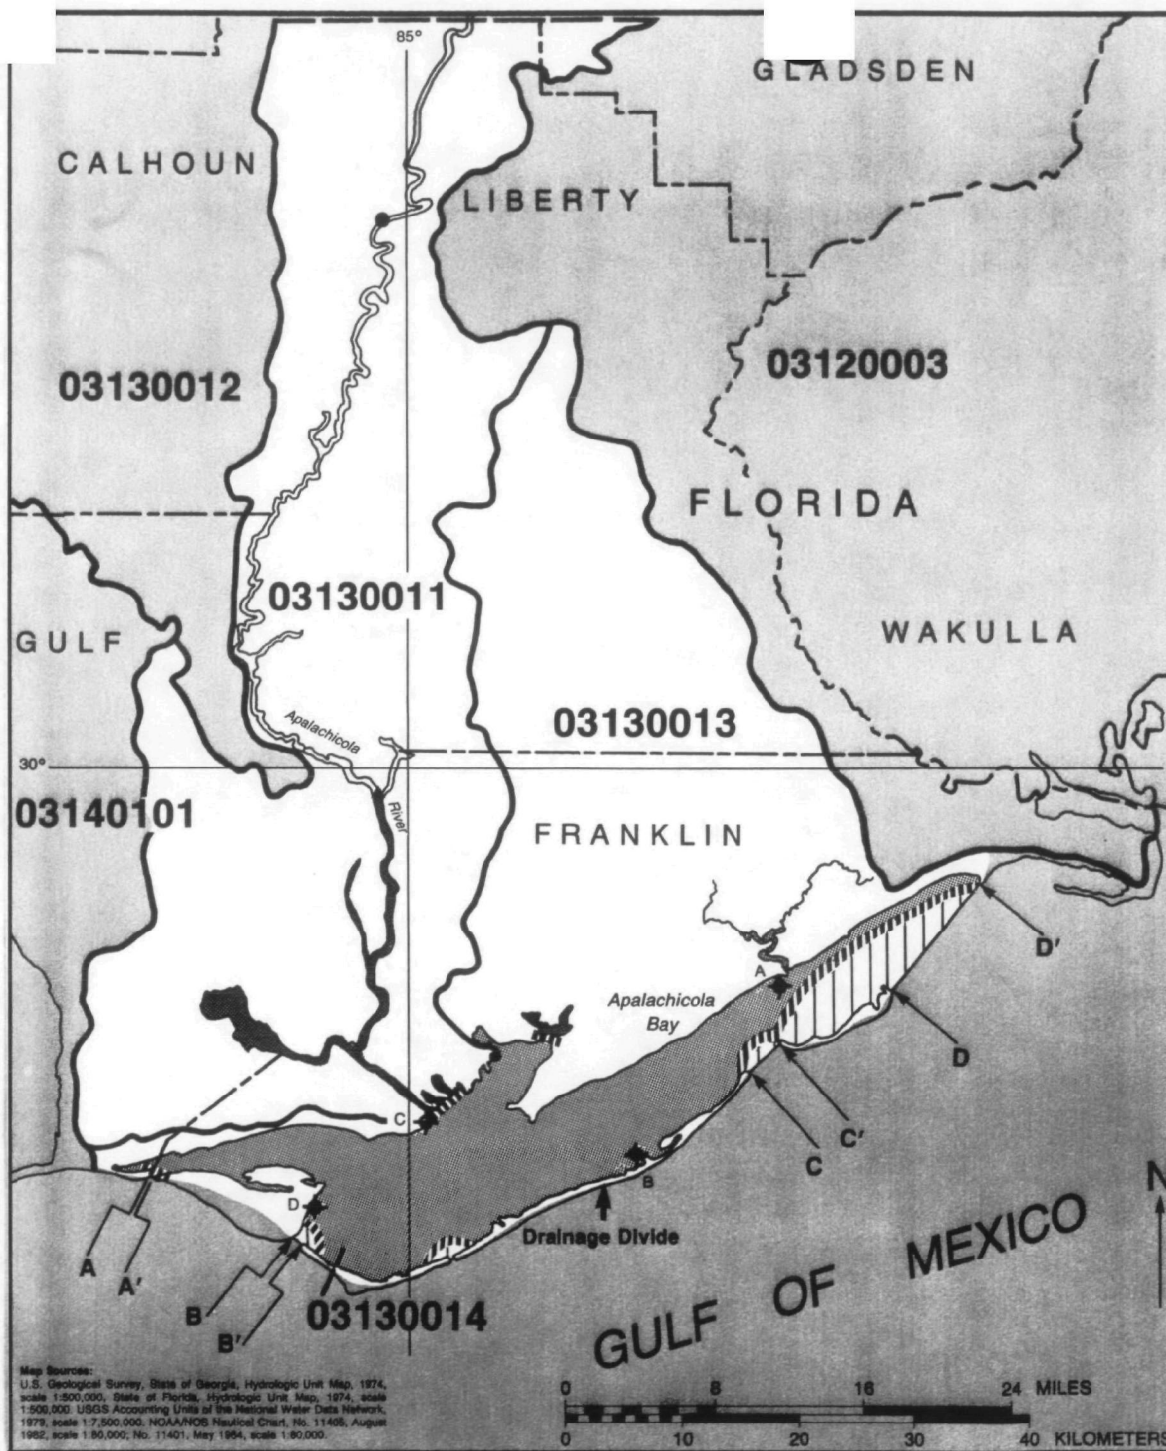 85°
GLADSDEN
CALHOUN
LIBERTY
03130012
03120003
FLORIDA
03130011
GULF
WAKULLA
Apalachicola
River
03130013
30°
03140101
FRANKLIN
A
D'
Apalachicola
Bay
D
C
C'
C
B
D
N
A
A'
Drainage Divide
B
B'
03130014
GULF OF MEXICO
Map Sources:
U.S. Geological Survey, State of Georgia, Hydrologic Unit Map, 1974,
scale 1:500,000, State of Florida, Hydrologic Unit Map, 1974, scale
1:500,000. USGS Accounting Units of the National Water Data Network,
1979, scale 1:7,500,000. NOAA/NOS Nautical Chart, No. 11405, August
1982, scale 1:80,000; No. 11401, May 1984, scale 1:80,000.
0 8 16 24 MILES
0 10 20 30 40 KILOMETERS